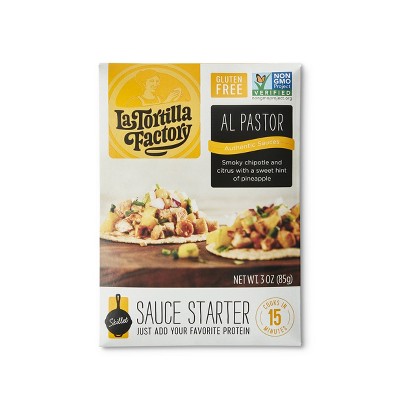 La Tortilla
Factory
GLUTEN
FREE
NON
GMO
Project
VERIFIED
nongmoproject.org
AL PASTOR
Authentic Sauces
Smoky chipotle and
citrus with a sweet hint
of pineapple
NET WT. 3 OZ (85g)
Skillet
SAUCE STARTER
JUST ADD YOUR FAVORITE PROTEIN
COOKS IN
15
MINUTES